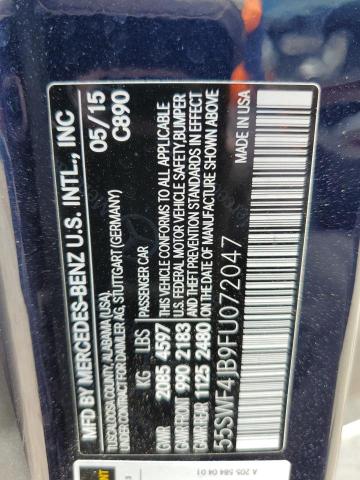 MFD BY MERCEDES-BENZ U.S. INTL., INC
05/15
C890
TUSCALOOSA COUNTY, ALABAMA (USA)
UNDER CONTRACT FOR DAIMLER AG, STUTTGART (GERMANY)
KG LBS PASSENGER CAR
GVWR 2085 4597
GAWR FRONT 990 2183
GAWR REAR 1125 2480
THIS VEHICLE CONFORMS TO ALL APPLICABLE
U.S. FEDERAL MOTOR VEHICLE SAFETY, BUMPER
AND THEFT PREVENTION STANDARDS IN EFFECT
ON THE DATE OF MANUFACTURE SHOWN ABOVE.
55SWF4JB9FU072047
MADE IN USA
A 205 584 04 01